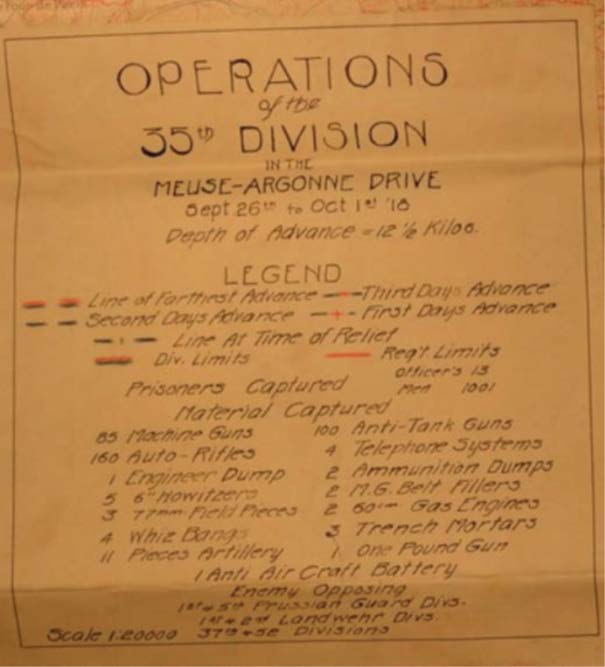 OPERATIONS
of the
35th DIVISION
IN THE
MEUSE-ARGONNE DRIVE
Sept 26th to Oct 1st '18
Depth of Advance = 12 1/2 Kilos.
LEGEND
Line of Farthest Advance Third Days Advance
Second Days Advance First Days Advance
Line At Time of Relief
Div. Limits Reg't Limits
Prisoners Captured Officer's 13
Men 1001
Material Captured
85 Machine Guns 100 Anti-Tank Guns
160 Auto-Rifles 4 Telephone Systems
1 Engineer Dump 2 Ammunition Dumps
5 6" Howitzers 2 M.G. Belt Fillers
3 77mm Field Pieces 2 60cm Gas Engines
4 Whiz Bangs 3 Trench Mortars
11 Pieces Artillery 1 One Pound Gun
1 Anti Air Craft Battery
Enemy Opposing
1st & 5th Prussian Guard Divs.
1st & 2nd Landwehr Divs.
Scale 1:20000 37th & 52 Divisions